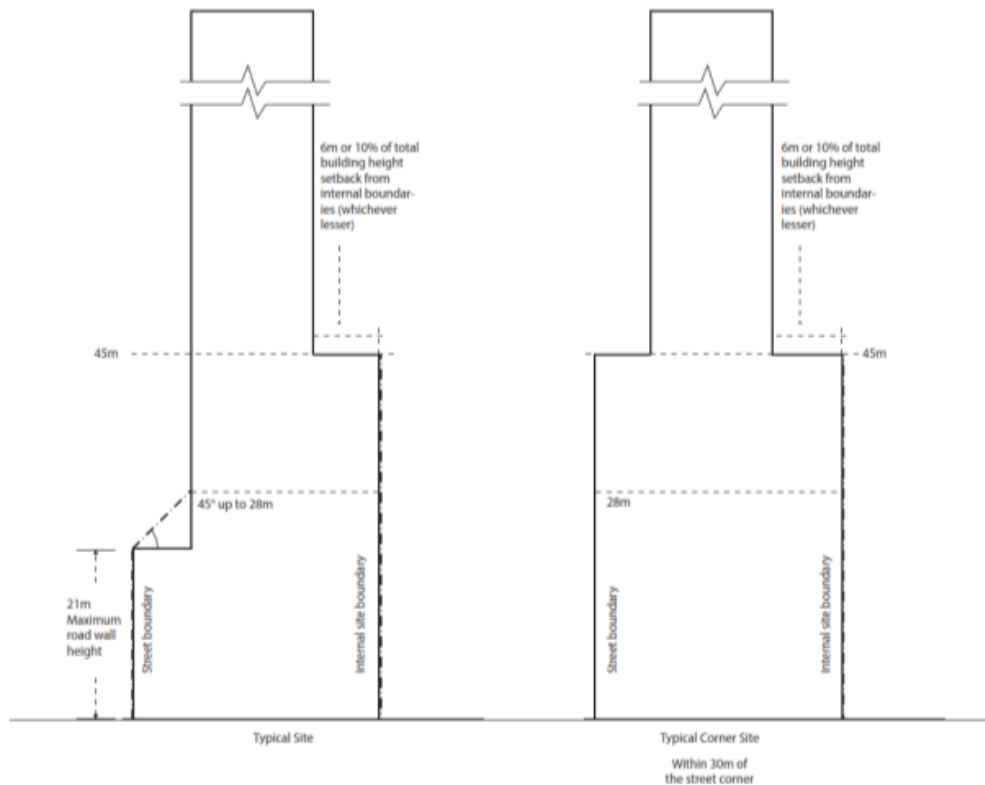 6m or 10% of total
building height
setback from
internal boundar-
ies (whichever
lesser)
45m
45° up to 28m
21m
Maximum
road wall
height
Street boundary
Internal site boundary
Typical Site
6m or 10% of total
building height
setback from
internal boundar-
ies (whichever
lesser)
45m
28m
Street boundary
Internal site boundary
Typical Corner Site
Within 30m of
the street corner